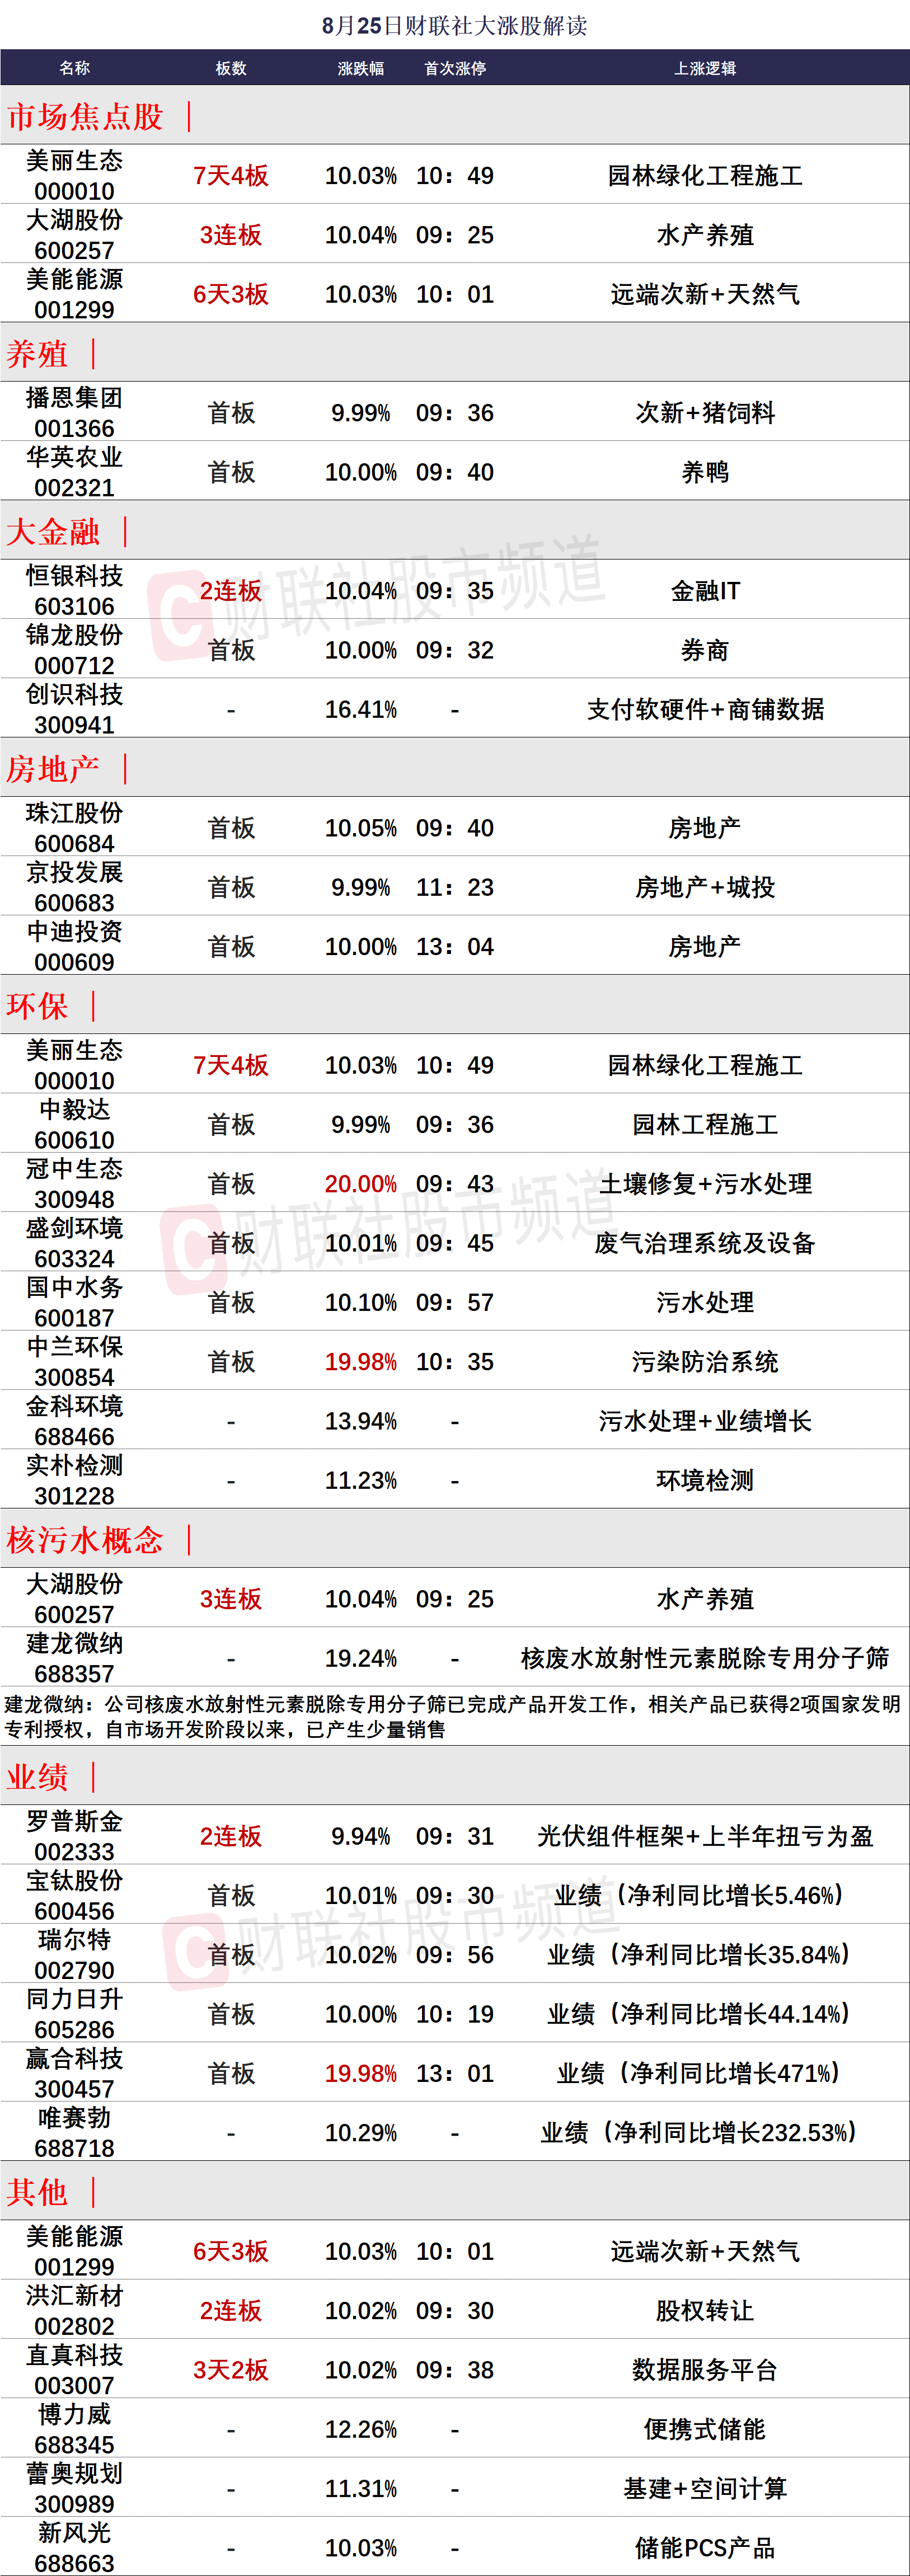 8月25日财联社大涨股解读
名称 板数 涨跌幅 首次涨停 上涨逻辑
市场焦点股 |
美丽生态
000010 7天4板 10.03% 10：49 园林绿化工程施工
大湖股份
600257 3连板 10.04% 09：25 水产养殖
美能能源
001299 6天3板 10.03% 10：01 远端次新+天然气
养殖 |
播恩集团
001366 首板 9.99% 09：36 次新+猪饲料
华英农业
002321 首板 10.00% 09：40 养鸭
大金融 |
恒银科技
603106 2连板 10.04% 09：35 金融IT
锦龙股份
000712 首板 10.00% 09：32 券商
创识科技
300941 - 16.41% - 支付软硬件+商铺数据
财联社股市频道
房地产 |
珠江股份
600684 首板 10.05% 09：40 房地产
京投发展
600683 首板 9.99% 11：23 房地产+城投
中迪投资
000609 首板 10.00% 13：04 房地产
环保 |
美丽生态
000010 7天4板 10.03% 10：49 园林绿化工程施工
中毅达
600610 首板 9.99% 09：36 园林工程施工
冠中生态
300948 首板 20.00% 09：43 土壤修复+污水处理
盛剑环境
603324 首板 10.01% 09：45 废气治理系统及设备
财联社股市频道
国中水务
600187 首板 10.10% 09：57 污水处理
中兰环保
300854 首板 19.98% 10：35 污染防治系统
金科环境
688466 - 13.94% - 污水处理+业绩增长
实朴检测
301228 - 11.23% - 环境检测
核污水概念 |
大湖股份
600257 3连板 10.04% 09：25 水产养殖
建龙微纳
688357 - 19.24% - 核废水放射性元素脱除专用分子筛
建龙微纳：公司核废水放射性元素脱除专用分子筛已完成产品开发工作，相关产品已获得2项国家发明
专利授权，自市场开发阶段以来，已产生少量销售
业绩 |
罗普斯金
002333 2连板 9.94% 09：31 光伏组件框架+上半年扭亏为盈
宝钛股份
600456 首板 10.01% 09：30 业绩（净利同比增长5.46%）
瑞尔特
002790 首板 10.02% 09：56 业绩（净利同比增长35.84%）
财联社股市频道
同力日升
605286 首板 10.00% 10：19 业绩（净利同比增长44.14%）
赢合科技
300457 首板 19.98% 13：01 业绩（净利同比增长471%）
唯赛勃
688718 - 10.29% - 业绩（净利同比增长232.53%）
其他 |
美能能源
001299 6天3板 10.03% 10：01 远端次新+天然气
洪汇新材
002802 2连板 10.02% 09：30 股权转让
直真科技
003007 3天2板 10.02% 09：38 数据服务平台
博力威
688345 - 12.26% - 便携式储能
蕾奥规划
300989 - 11.31% - 基建+空间计算
新风光
688663 - 10.03% - 储能PCS产品